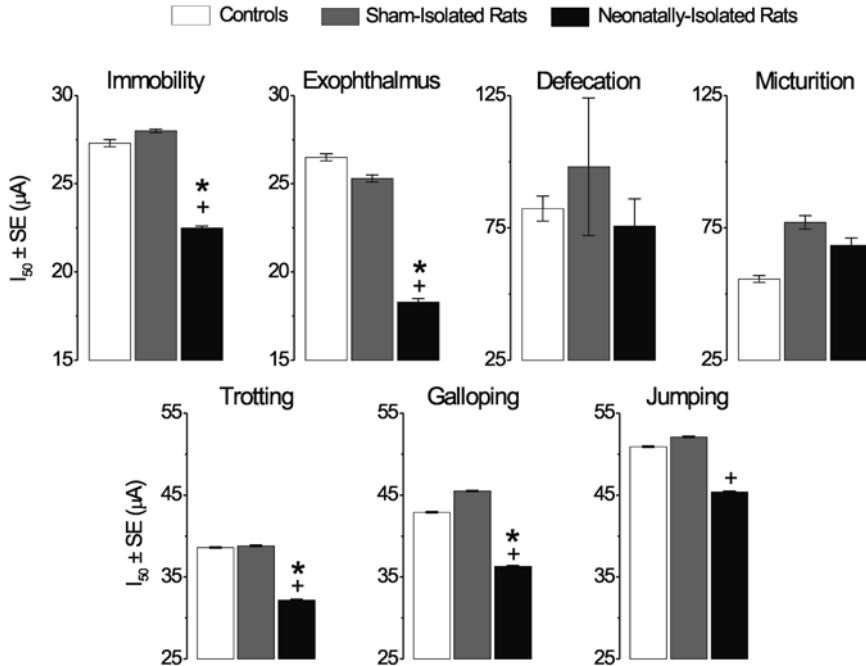 Controls Sham-Isolated Rats Neonatally-Isolated Rats
Immobility Exophthalmus Defecation Micturition
30 30 125 125
25 25
75 75
20 20
15 15 25 25
I50 ± SE (µA)
* + * +
Trotting Galloping Jumping
55 55 55
45 45 45
35 35 35
25 25 25
I50 ± SE (µA)
* + * + +